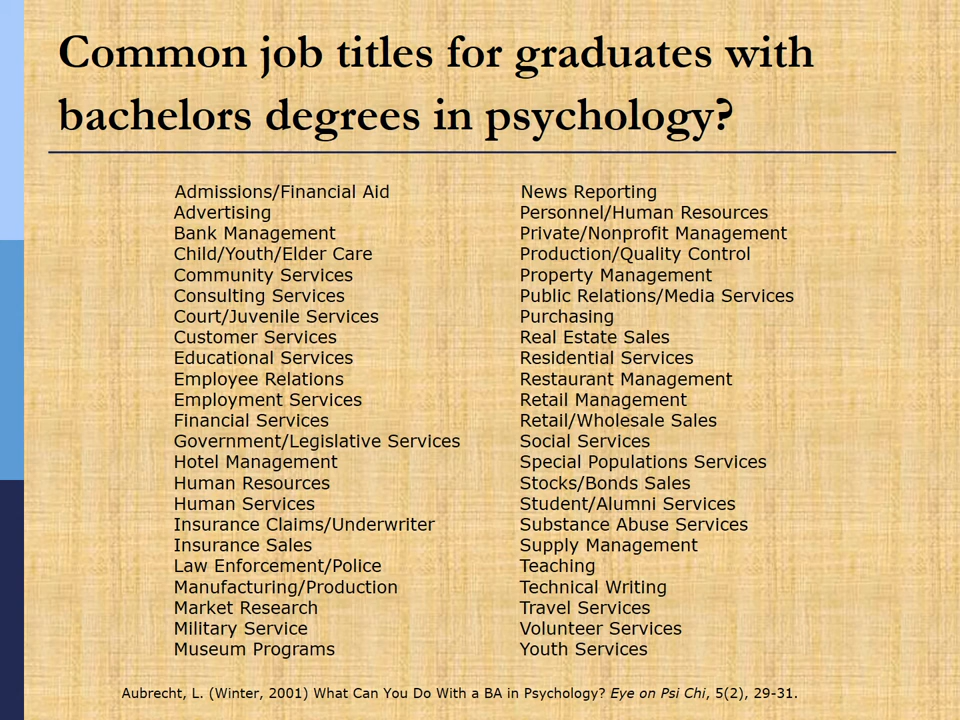 Common job titles for graduates with
bachelors degrees in psychology?
Admissions/Financial Aid
Advertising
Bank Management
Child/Youth/Elder Care
Community Services
Consulting Services
Court/Juvenile Services
Customer Services
Educational Services
Employee Relations
Employment Services
Financial Services
Government/Legislative Services
Hotel Management
Human Resources
Human Services
Insurance Claims/Underwriter
Insurance Sales
Law Enforcement/Police
Manufacturing/Production
Market Research
Military Service
Museum Programs
News Reporting
Personnel/Human Resources
Private/Nonprofit Management
Production/Quality Control
Property Management
Public Relations/Media Services
Purchasing
Real Estate Sales
Residential Services
Restaurant Management
Retail Management
Retail/Wholesale Sales
Social Services
Special Populations Services
Stocks/Bonds Sales
Student/Alumni Services
Substance Abuse Services
Supply Management
Teaching
Technical Writing
Travel Services
Volunteer Services
Youth Services
Aubrecht, L. (Winter, 2001) What Can You Do With a BA in Psychology? Eye on Psi Chi, 5(2), 29-31.